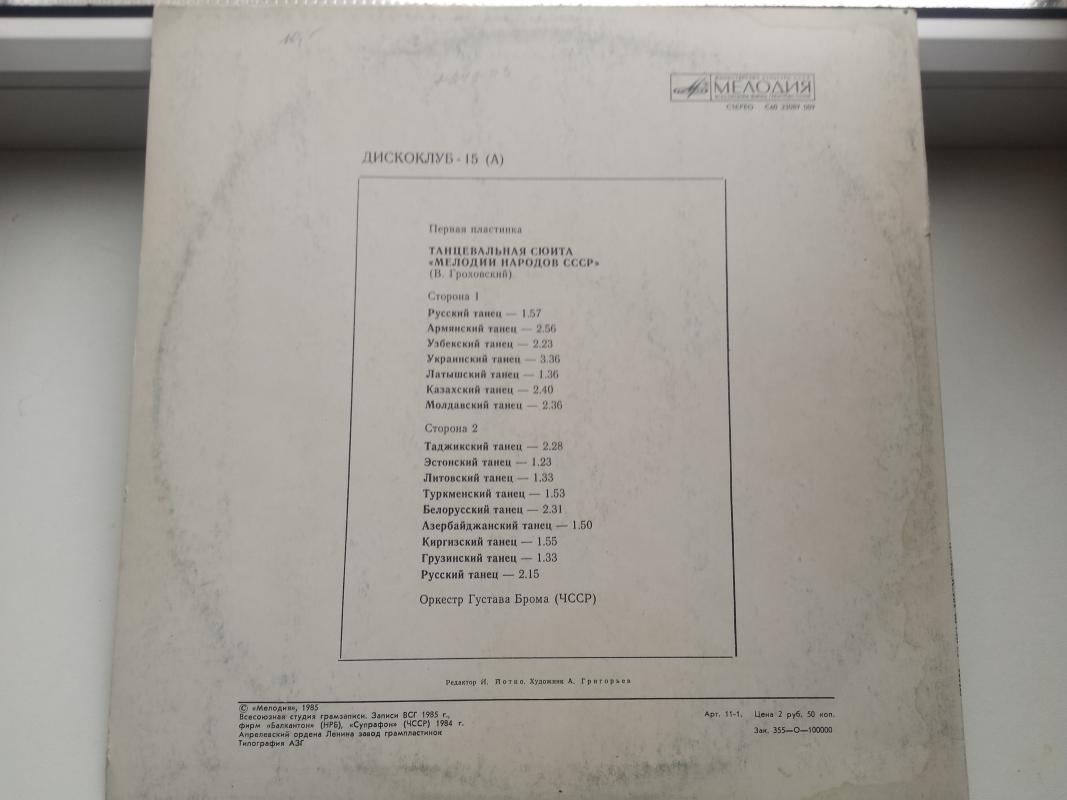 МЕЛОДИЯ
СТЕРЕО С60 23089 009
ДИСКОКЛУБ - 15 (А)
Первая пластинка
ТАНЦЕВАЛЬНАЯ СЮИТА
«МЕЛОДИИ НАРОДОВ СССР»
(В. Гроховский)
Сторона 1
Русский танец — 1.57
Армянский танец — 2.56
Узбекский танец — 2.23
Украинский танец — 3.36
Латышский танец — 1.36
Казахский танец — 2.40
Молдавский танец — 2.36
Сторона 2
Таджикский танец — 2.28
Эстонский танец — 1.23
Литовский танец — 1.33
Туркменский танец — 1.53
Белорусский танец — 2.31
Азербайджанский танец — 1.50
Киргизский танец — 1.55
Грузинский танец — 1.33
Русский танец — 2.15
Оркестр Густава Брома (ЧССР)
Редактор И. Йотко. Художник А. Григорьев
© «Мелодия», 1985
Всесоюзная студия грамзаписи. Записи ВСГ 1985 г.,
фирм «Балкантон» (НРБ), «Супрафон» (ЧССР) 1984 г.
Апрелевский ордена Ленина завод грампластинок
Типография АЗГ
Арт. 11-1. Цена 2 руб. 50 коп.
Зак. 355—О—100000